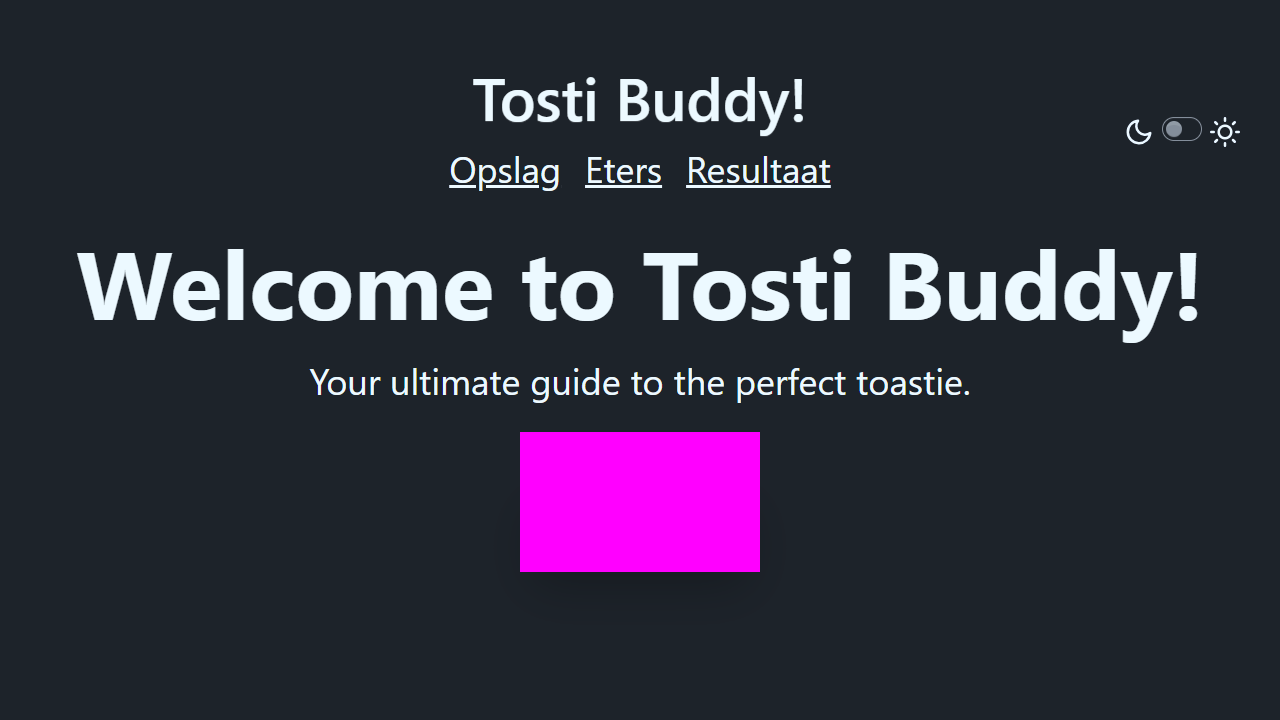 Tosti Buddy!
Opslag Eters Resultaat
Welcome to Tosti Buddy!
Your ultimate guide to the perfect toastie.